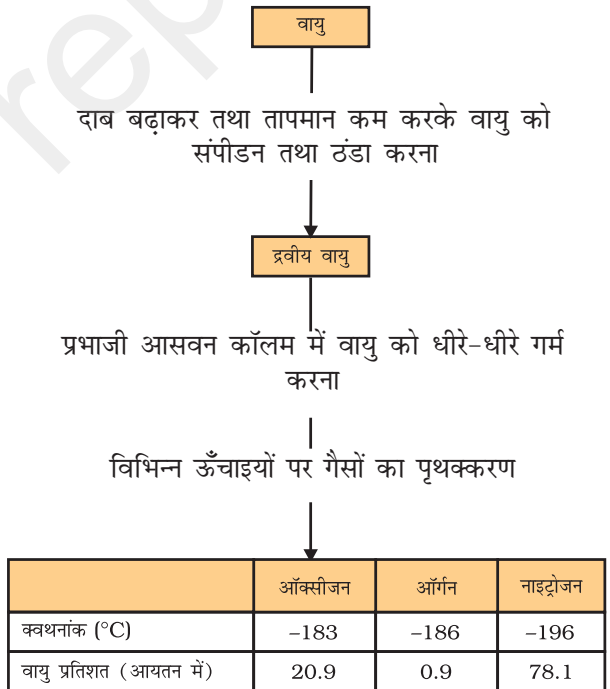 वायु
दाब बढ़ाकर तथा तापमान कम करके वायु को
संपीडन तथा ठंडा करना
द्रवीय वायु
प्रभाजी आसवन कॉलम में वायु को धीरे-धीरे गर्म
करना
विभिन्न ऊँचाइयों पर गैसों का पृथक्करण
ऑक्सीजन ऑर्गन नाइट्रोजन
क्वथनांक (°C) –183 –186 –196
वायु प्रतिशत (आयतन में) 20.9 0.9 78.1